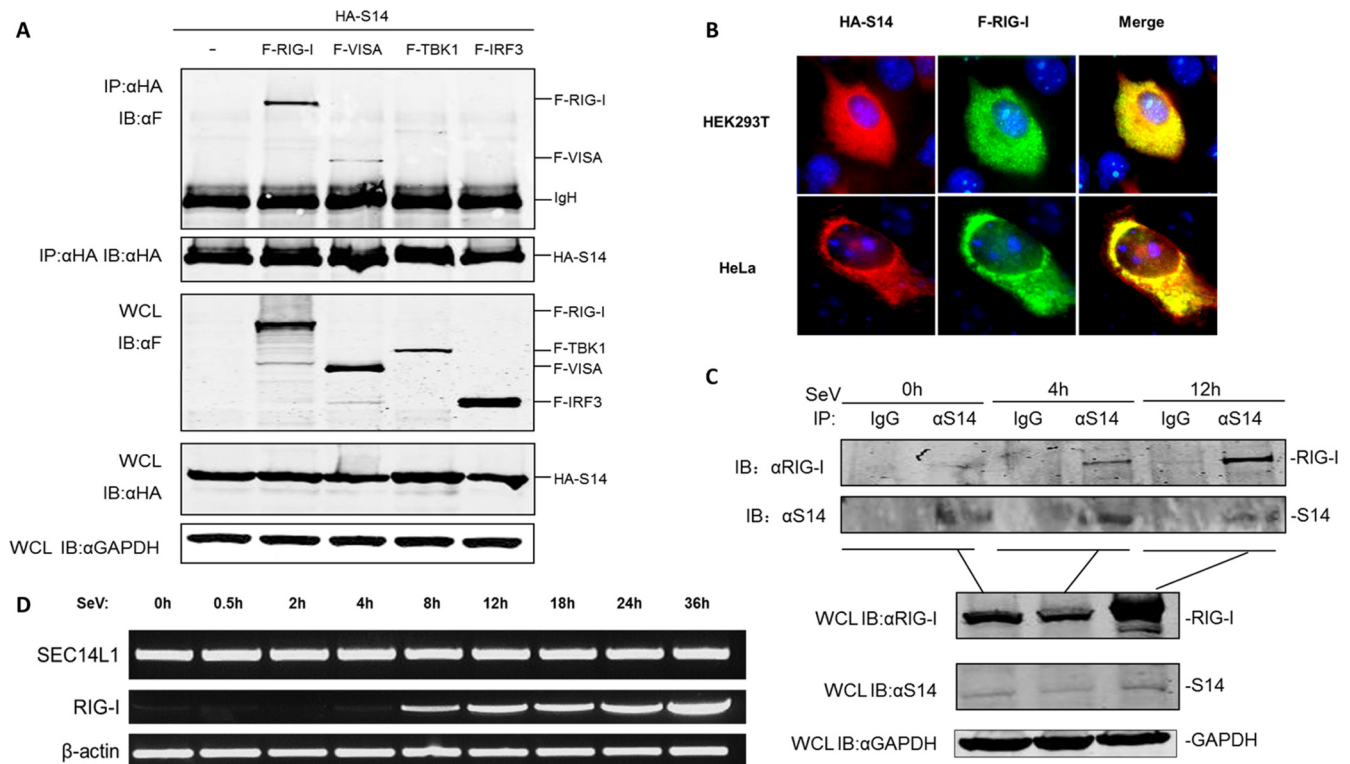 A
HA-S14
- F-RIG-I F-VISA F-TBK1 F-IRF3
IP:αHA
IB:αF
F-RIG-I
F-VISA
IgH
IP:αHA IB:αHA
HA-S14
WCL
IB:αF
F-RIG-I
F-TBK1
F-VISA
F-IRF3
WCL
IB:αHA
HA-S14
WCL IB:αGAPDH
B
HA-S14 F-RIG-I Merge
HEK293T
HeLa
C
SeV 0h 4h 12h
IP: IgG αS14 IgG αS14 IgG αS14
IB: αRIG-I -RIG-I
IB: αS14 -S14
WCL IB:αRIG-I -RIG-I
WCL IB:αS14 -S14
WCL IB:αGAPDH -GAPDH
D
SeV: 0h 0.5h 2h 4h 8h 12h 18h 24h 36h
SEC14L1
RIG-I
β-actin